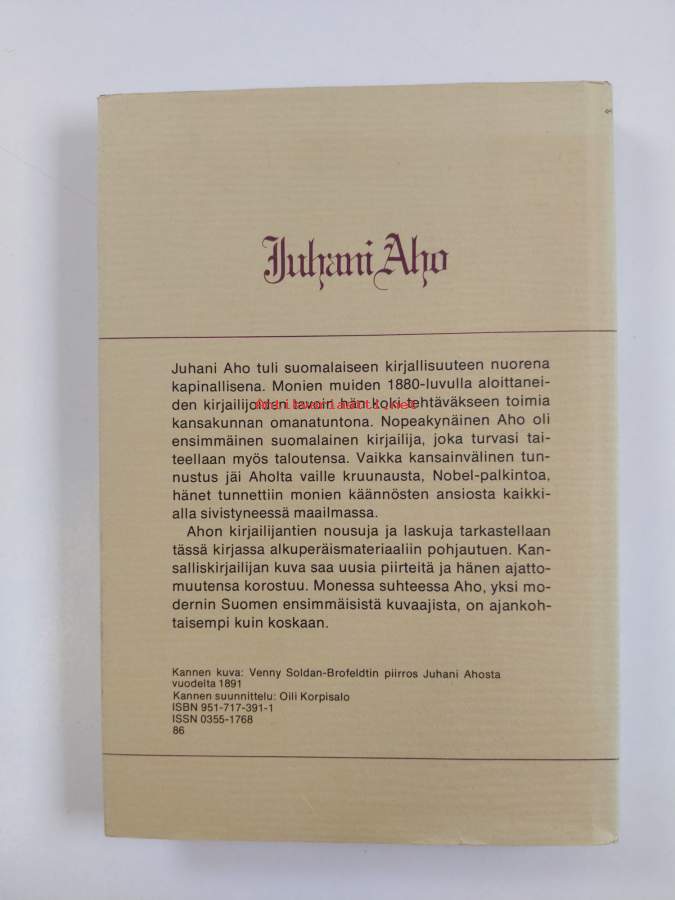 Juhani Aho
Juhani Aho tuli suomalaiseen kirjallisuuteen nuorena
kapinallisena. Monien muiden 1880-luvulla aloittanei-
den kirjailijoiden tavoin hän koki tehtäväkseen toimia
kansakunnan omanatuntona. Nopeakynäinen Aho oli
ensimmäinen suomalainen kirjailija, joka turvasi tai-
teellaan myös taloutensa. Vaikka kansainvälinen tun-
nustus jäi Aholta vaille kruunausta, Nobel-palkintoa,
hänet tunnettiin monien käännösten ansiosta kaikki-
alla sivistyneessä maailmassa.
Ahon kirjailijantien nousuja ja laskuja tarkastellaan
tässä kirjassa alkuperäismateriaaliin pohjautuen. Kan-
salliskirjailijan kuva saa uusia piirteitä ja hänen ajatto-
muutensa korostuu. Monessa suhteessa Aho, yksi mo-
dernin Suomen ensimmäisistä kuvaajista, on ajankoh-
taisempi kuin koskaan.
Kannen kuva: Venny Soldan-Brofeldtin piirros Juhani Ahosta
vuodelta 1891
Kannen suunnittelu: Oili Korpisalo
ISBN 951-717-391-1
ISSN 0355-1768
86